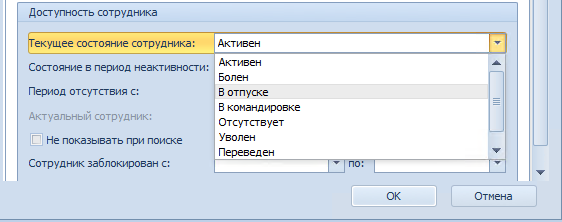 Доступность сотрудника
Текущее состояние сотрудника: Активен
Состояние в период неактивности: Активен
Болен
Период отсутствия с: В отпуске
В командировке
Актуальный сотрудник: Отсутствует
Не показывать при поиске Уволен
Переведен
Сотрудник заблокирован с: по:
OK Отмена